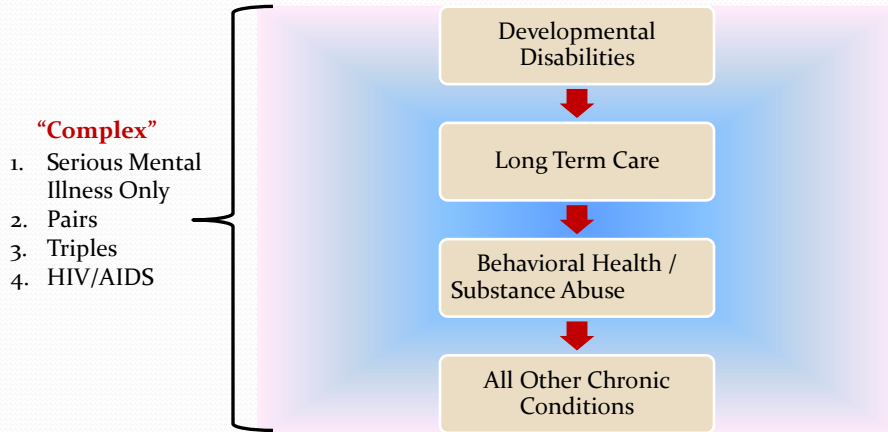 “Complex”
1. Serious Mental
Illness Only
2. Pairs
3. Triples
4. HIV/AIDS
Developmental
Disabilities
Long Term Care
Behavioral Health /
Substance Abuse
All Other Chronic
Conditions